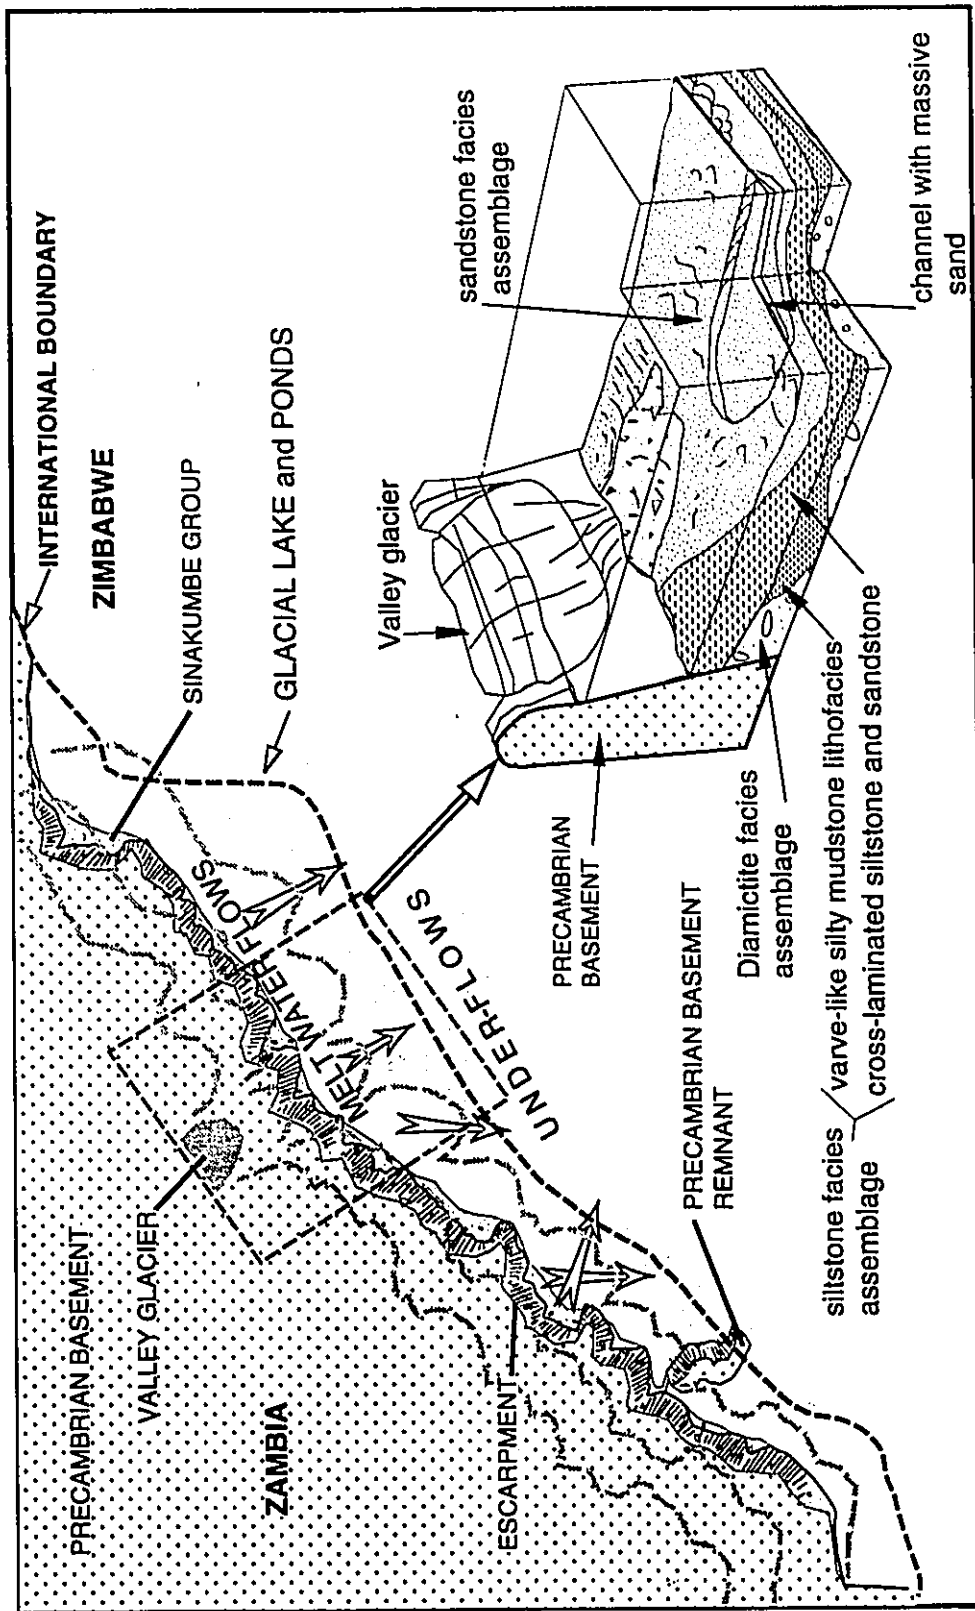 INTERNATIONAL BOUNDARY
ZIMBABWE
SINAKUMBE GROUP
GLACIAL LAKE and PONDS
PRECAMBRIAN BASEMENT
VALLEY GLACIER
ZAMBIA
ESCARPMENT
MELT WATER FLOWS
UNDER-FLOWS
PRECAMBRIAN BASEMENT
REMNANT
Valley glacier
sandstone facies
assemblage
channel with massive
sand
PRECAMBRIAN
BASEMENT
Diamictite facies
assemblage
siltstone facies
assemblage
varve-like silty mudstone lithofacies
cross-laminated siltstone and sandstone